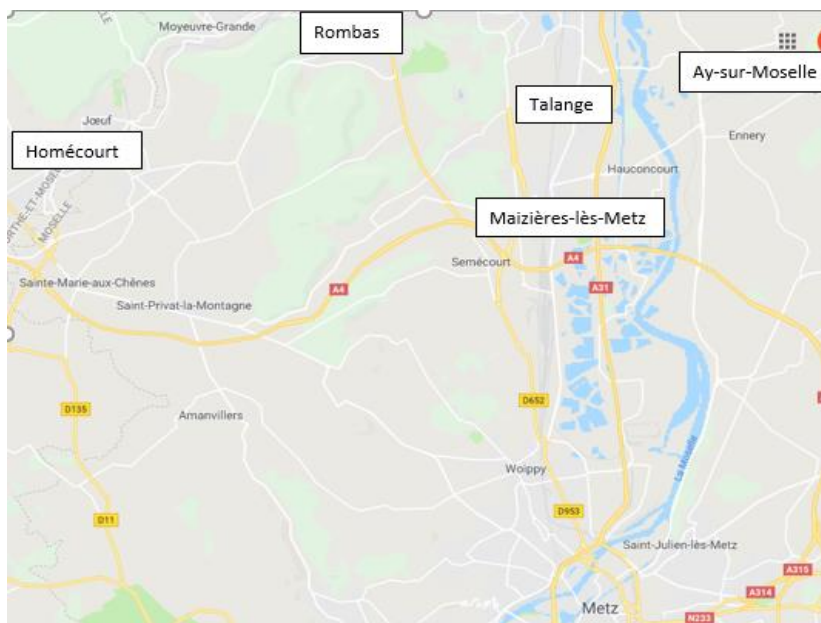 Moyeuvre-Grande
Rombas
Ay-sur-Moselle
Talange
Jœuf
Ennery
Homécourt
Hauconcourt
MOSELLE
Maizières-lès-Metz
Semécourt
A4
Sainte-Marie-aux-Chênes
A4
A31
Saint-Privat-la-Montagne
D652
D135
Amanvillers
La Moselle
Woippy
D953
D11
Saint-Julien-lès-Metz
A315
A314
Metz
N233